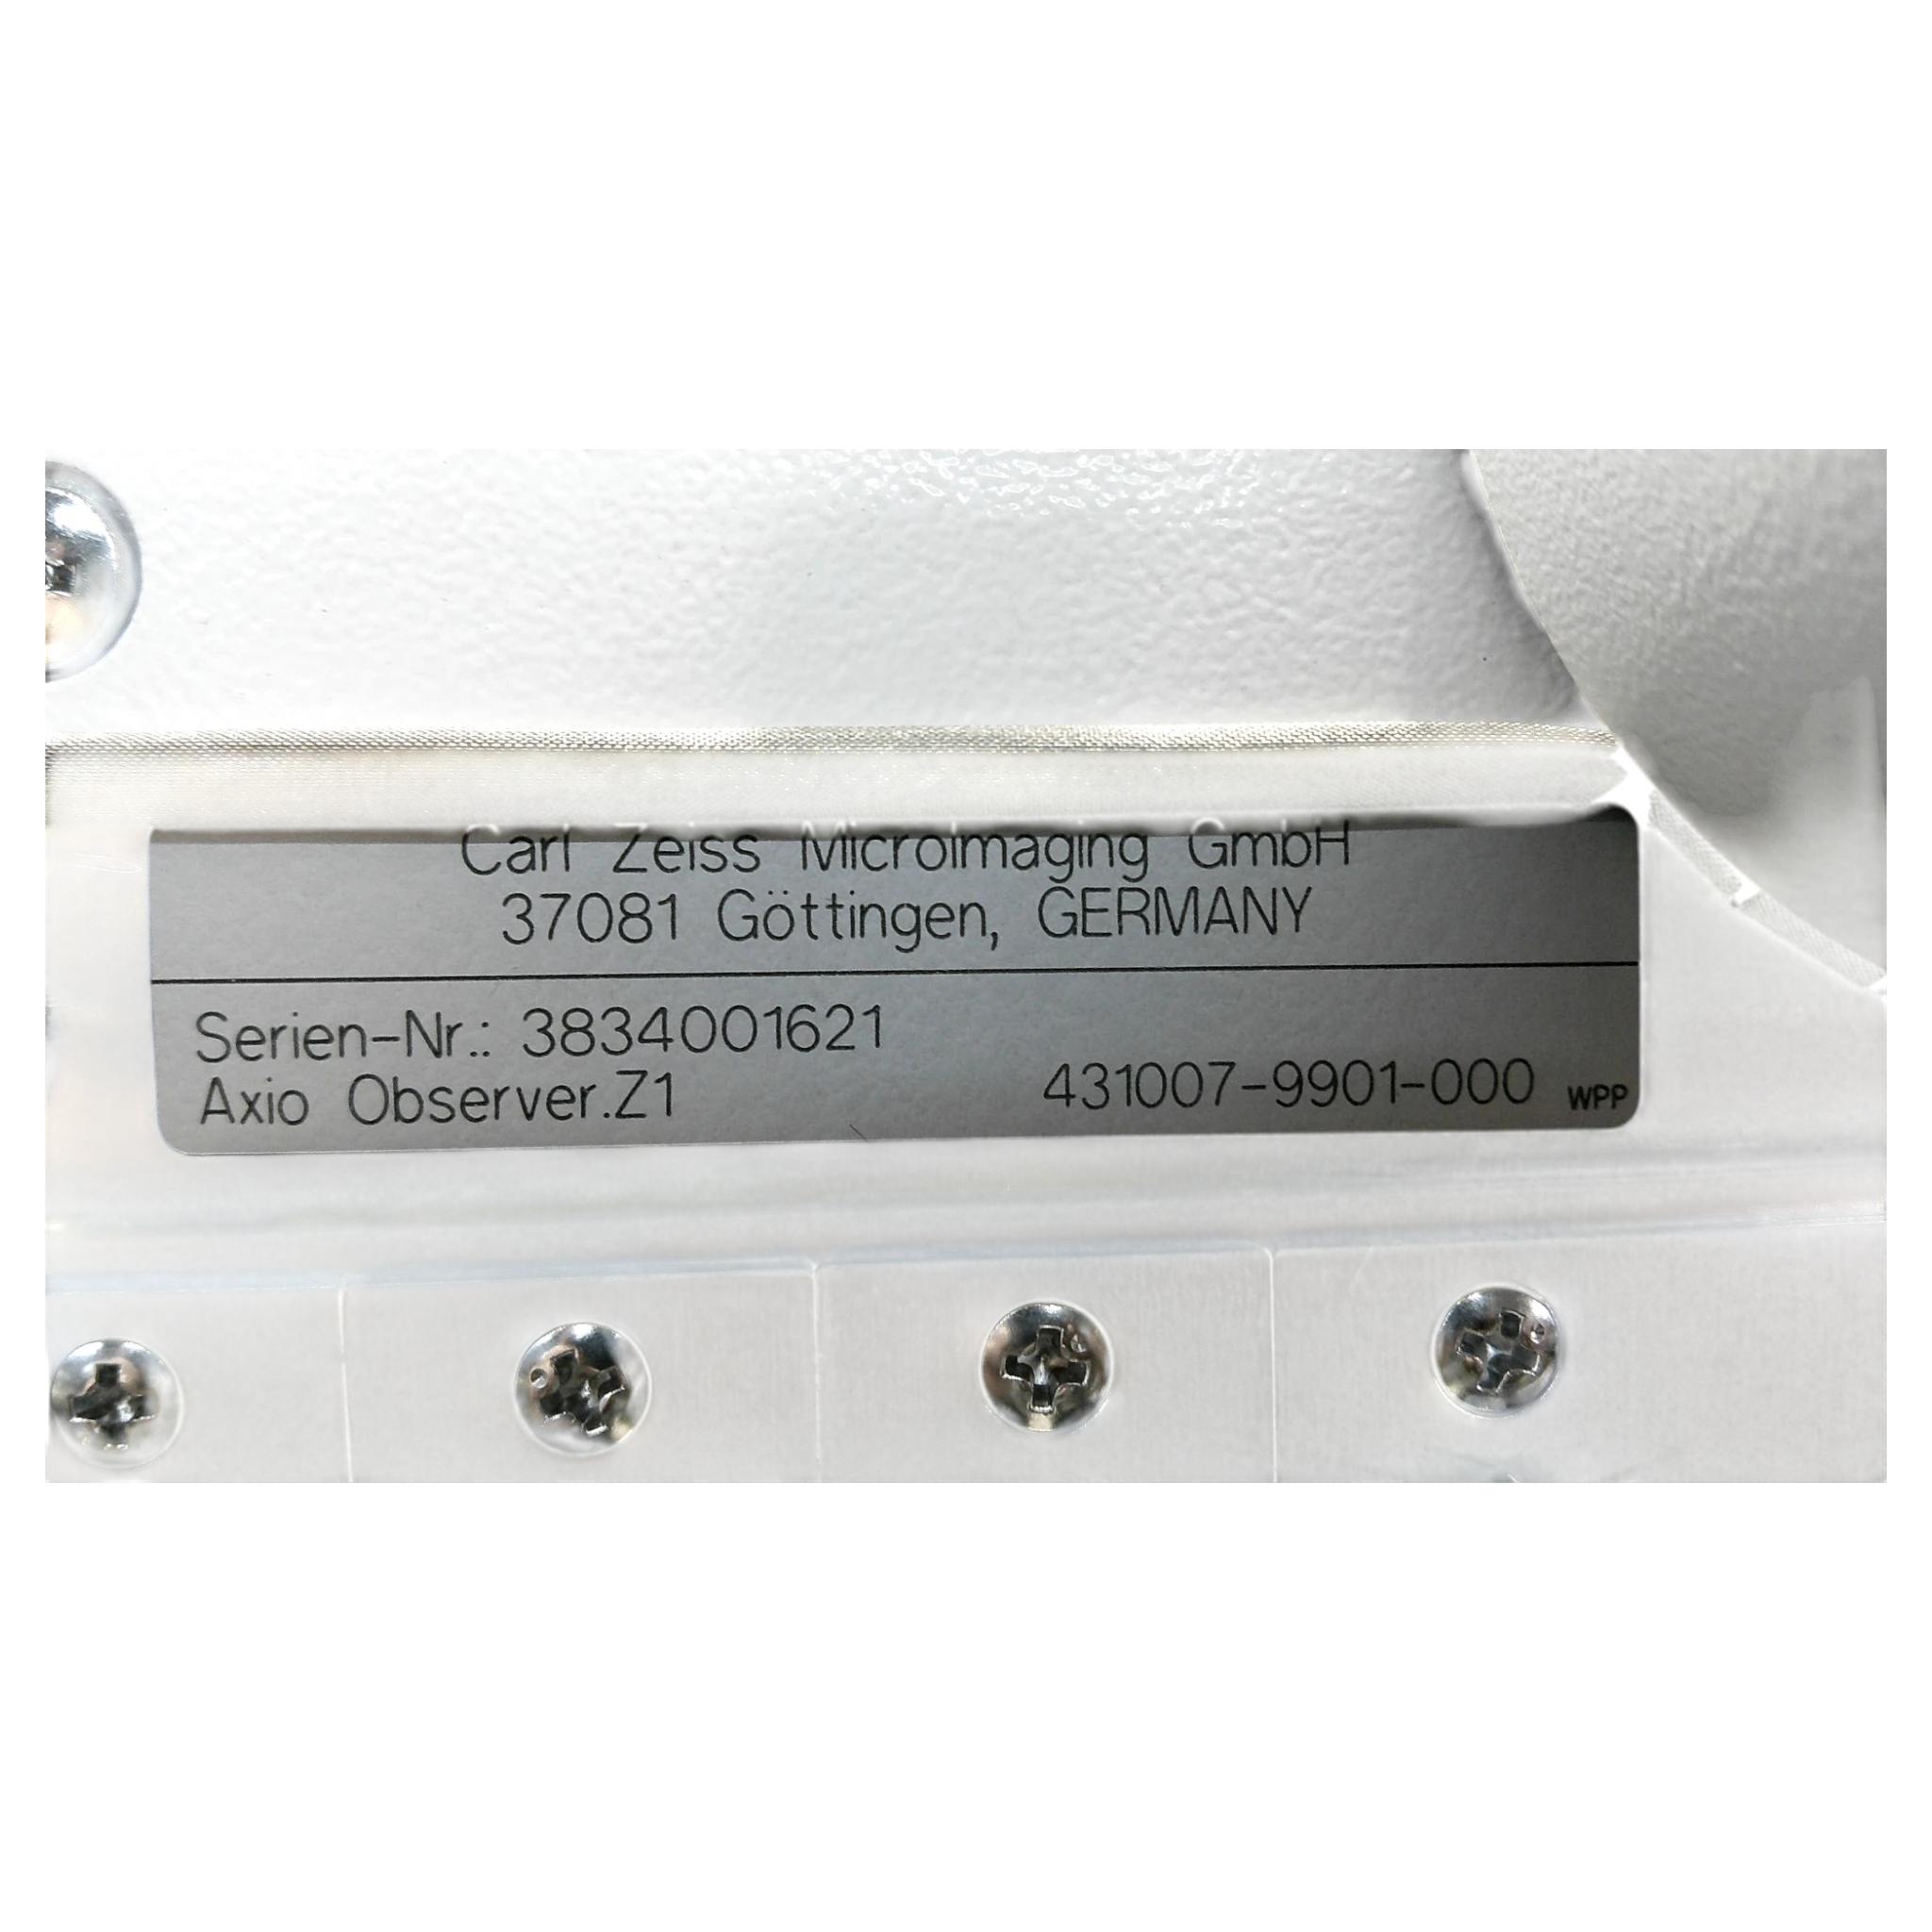 Carl Zeiss MicroImaging GmbH
37081 Göttingen, GERMANY
Serien-Nr.: 3834001621
Axio Observer.Z1 431007-9901-000 WPP